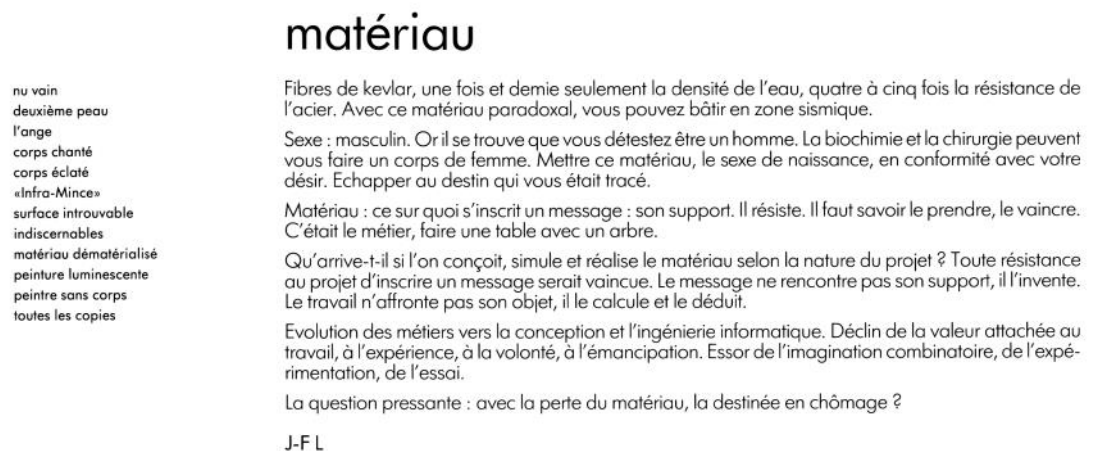 matériau
nu vain
deuxième peau
l'ange
corps chanté
corps éclaté
«Infra-Mince»
surface introuvable
indiscernables
matériau dématérialisé
peinture luminescente
peintre sans corps
toutes les copies
Fibres de kevlar, une fois et demie seulement la densité de l'eau, quatre à cinq fois la résistance de
l'acier. Avec ce matériau paradoxal, vous pouvez bâtir en zone sismique.
Sexe : masculin. Or il se trouve que vous détestez être un homme. La biochimie et la chirurgie peuvent
vous faire un corps de femme. Mettre ce matériau, le sexe de naissance, en conformité avec votre
désir. Echapper au destin qui vous était tracé.
Matériau : ce sur quoi s'inscrit un message : son support. Il résiste. Il faut savoir le prendre, le vaincre.
C'était le métier, faire une table avec un arbre.
Qu'arrive-t-il si l'on conçoit, simule et réalise le matériau selon la nature du projet ? Toute résistance
au projet d'inscrire un message serait vaincue. Le message ne rencontre pas son support, il l'invente.
Le travail n'affronte pas son objet, il le calcule et le déduit.
Evolution des métiers vers la conception et l'ingénierie informatique. Déclin de la valeur attachée au
travail, à l'expérience, à la volonté, à l'émancipation. Essor de l'imagination combinatoire, de l'expé-
rimentation, de l'essai.
La question pressante : avec la perte du matériau, la destinée en chômage ?
J-F L